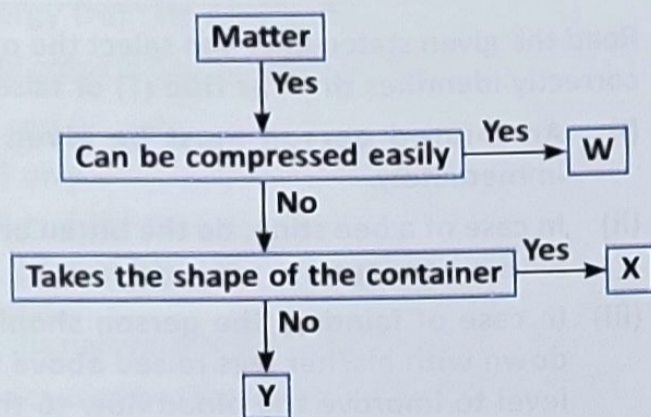 Matter
Yes
Can be compressed easily
Yes
W
No
Takes the shape of the container
Yes
X
No
Y